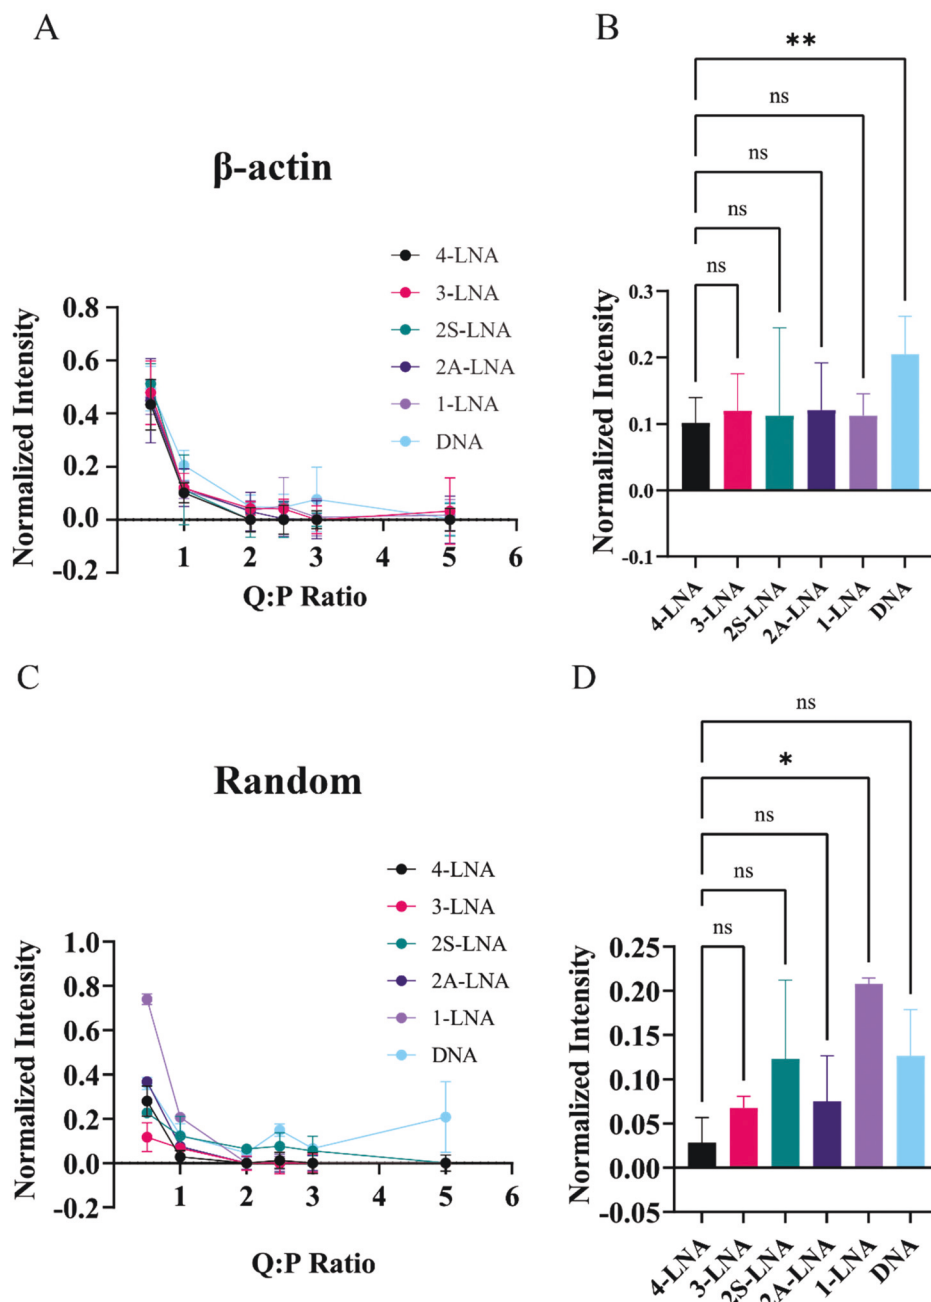 A
β-actin
4-LNA
3-LNA
2S-LNA
2A-LNA
1-LNA
DNA
Normalized Intensity
0.8
0.6
0.4
0.2
0.0
-0.2
1
2
3
4
5
6
Q:P Ratio
B
**
ns
ns
ns
ns
Normalized Intensity
0.3
0.2
0.1
0.0
-0.1
4-LNA
3-LNA
2S-LNA
2A-LNA
1-LNA
DNA
C
Random
4-LNA
3-LNA
2S-LNA
2A-LNA
1-LNA
DNA
Normalized Intensity
1.0
0.8
0.6
0.4
0.2
0.0
-0.2
1
2
3
4
5
6
Q:P Ratio
D
ns
*
ns
ns
ns
Normalized Intensity
0.25
0.20
0.15
0.10
0.05
0.00
-0.05
4-LNA
3-LNA
2S-LNA
2A-LNA
1-LNA
DNA